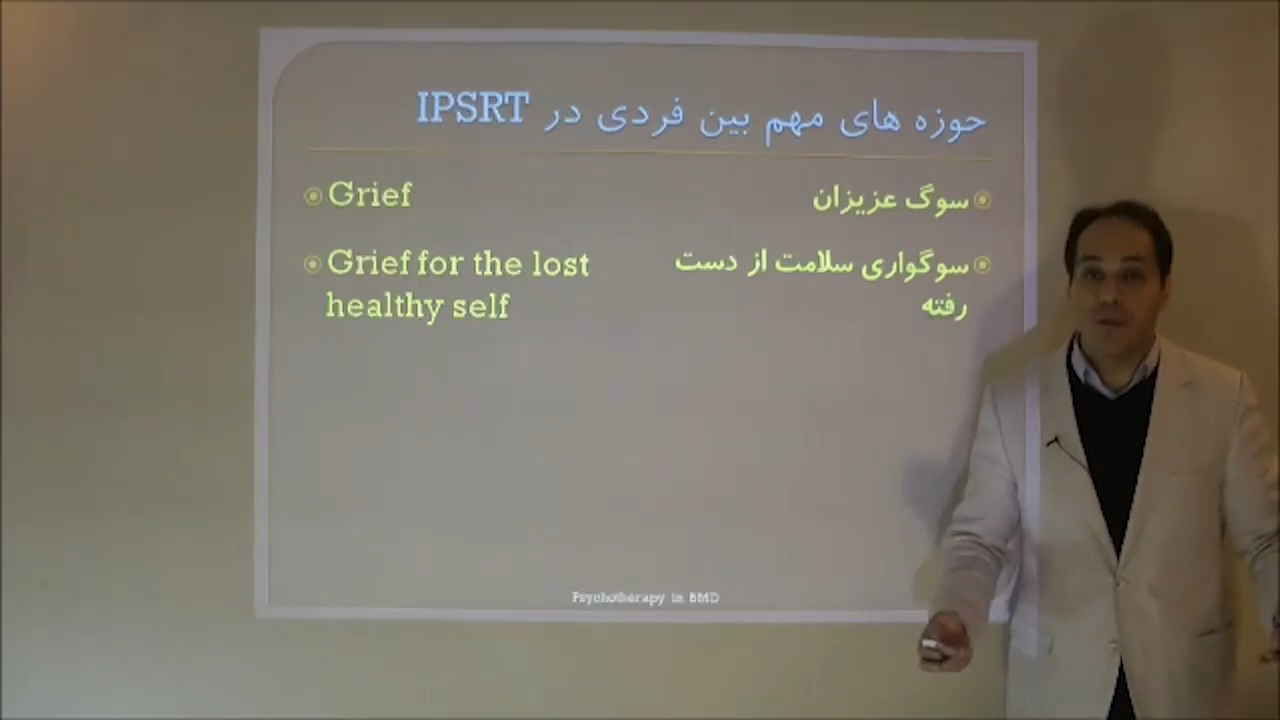 حوزه های مهم بین فردی در IPSRT
سوگ عزیزان
سوگواری سلامت از دست
رفته
Grief
Grief for the lost
healthy self
Psychotherapy in BMD